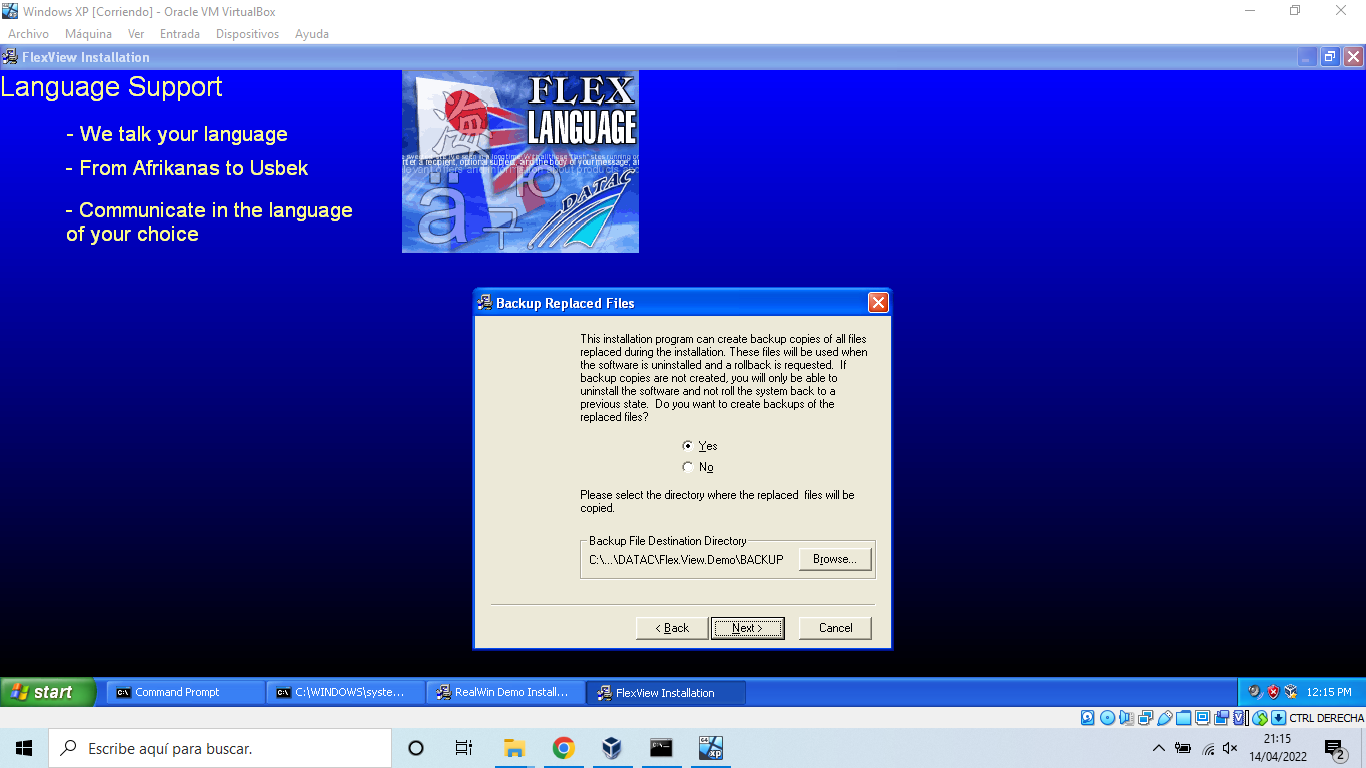 Windows XP [Corriendo] - Oracle VM VirtualBox
Archivo Máquina Ver Entrada Dispositivos Ayuda
FlexView Installation
Language Support
- We talk your language
- From Afrikanas to Usbek
- Communicate in the language
of your choice
FLEX
LANGUAGE
海
ä
Ю
구
DATAC
Backup Replaced Files
This installation program can create backup copies of all files
replaced during the installation. These files will be used when
the software is uninstalled and a rollback is requested. If
backup copies are not created, you will only be able to
uninstall the software and not roll the system back to a
previous state. Do you want to create backups of the
replaced files?
Yes
No
Please select the directory where the replaced files will be
copied.
Backup File Destination Directory
C:\...\DATAC\Flex.View.Demo\BACKUP
Browse...
< Back Next > Cancel
start
Command Prompt
C:\WINDOWS\syste...
RealWin Demo Install...
FlexView Installation
12:15 PM
CTRL DERECHA
Escribe aquí para buscar.
21:15
14/04/2022
2